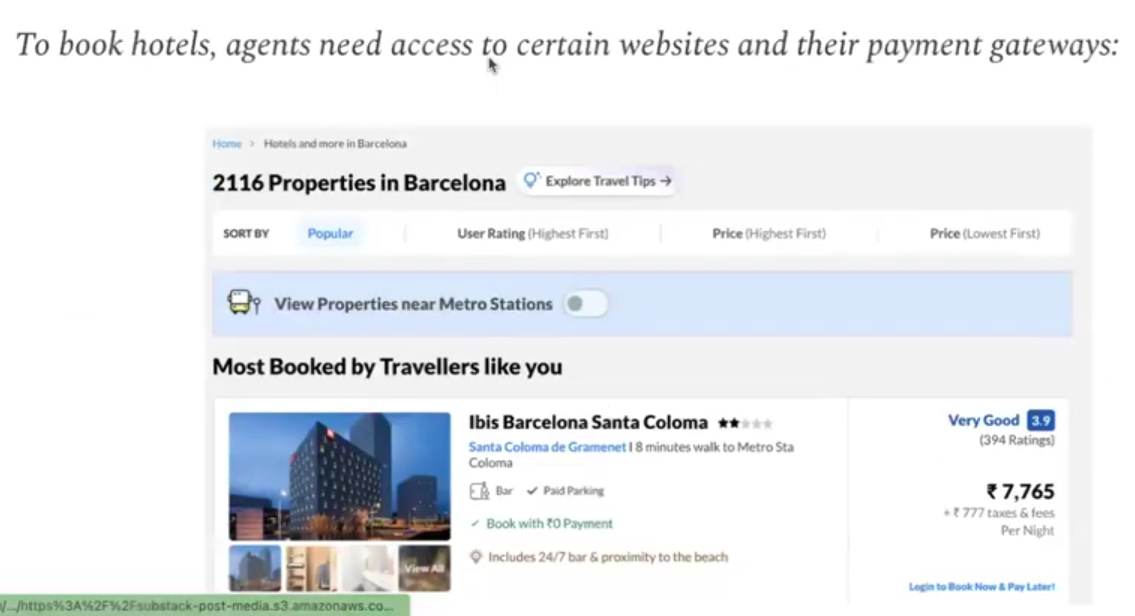 To book hotels, agents need access to certain websites and their payment gateways:
Home > Hotels and more in Barcelona
2116 Properties in Barcelona Explore Travel Tips →
SORT BY Popular User Rating (Highest First) Price (Highest First) Price (Lowest First)
View Properties near Metro Stations
Most Booked by Travellers like you
Ibis Barcelona Santa Coloma
Very Good 3.9
(394 Ratings)
Santa Coloma de Gramenet | 8 minutes walk to Metro Sta
Coloma
Bar ✓ Paid Parking
₹ 7,765
+ ₹ 777 taxes & fees
Per Night
✓ Book with ₹0 Payment
Includes 24/7 bar & proximity to the beach
View All
Login to Book Now & Pay Later!
/.../https%3A%2F%2Fsubstack-post-media.s3.amazonaws.co...